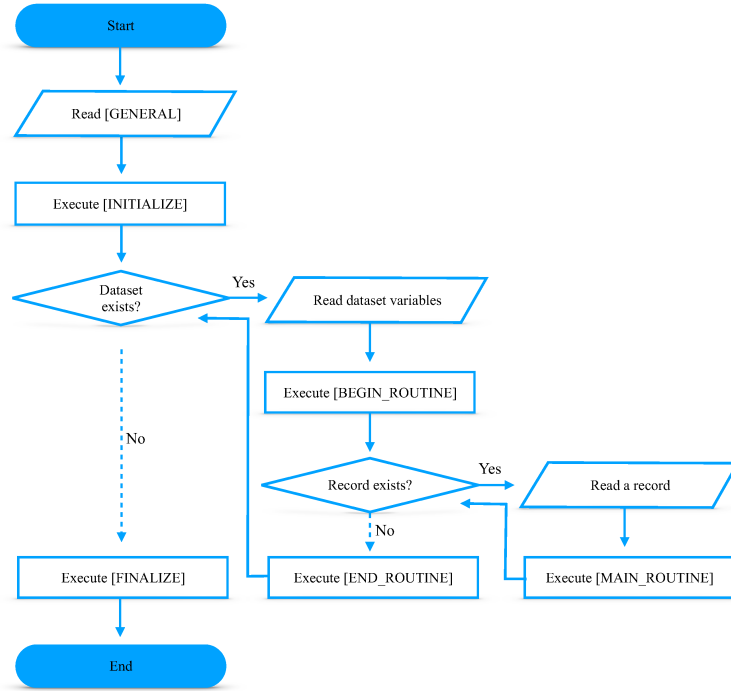 Start
Read [GENERAL]
Execute [INITIALIZE]
Dataset
exists?
Yes
Read dataset variables
Execute [BEGIN_ROUTINE]
No
Record exists?
Yes
Read a record
No
Execute [FINALIZE]
Execute [END_ROUTINE]
Execute [MAIN_ROUTINE]
End